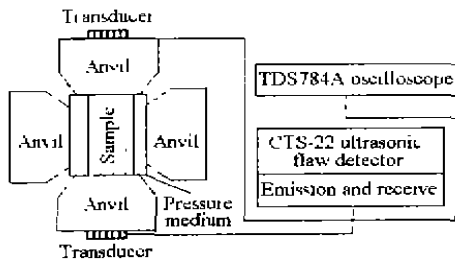 Transducer
Anvil
Anvil
Sample
Anvil
Anvil
Pressure
medium
Transducer
TDS784A oscilloscope
CTS-22 ultrasonic
flaw detector
Emission and receive